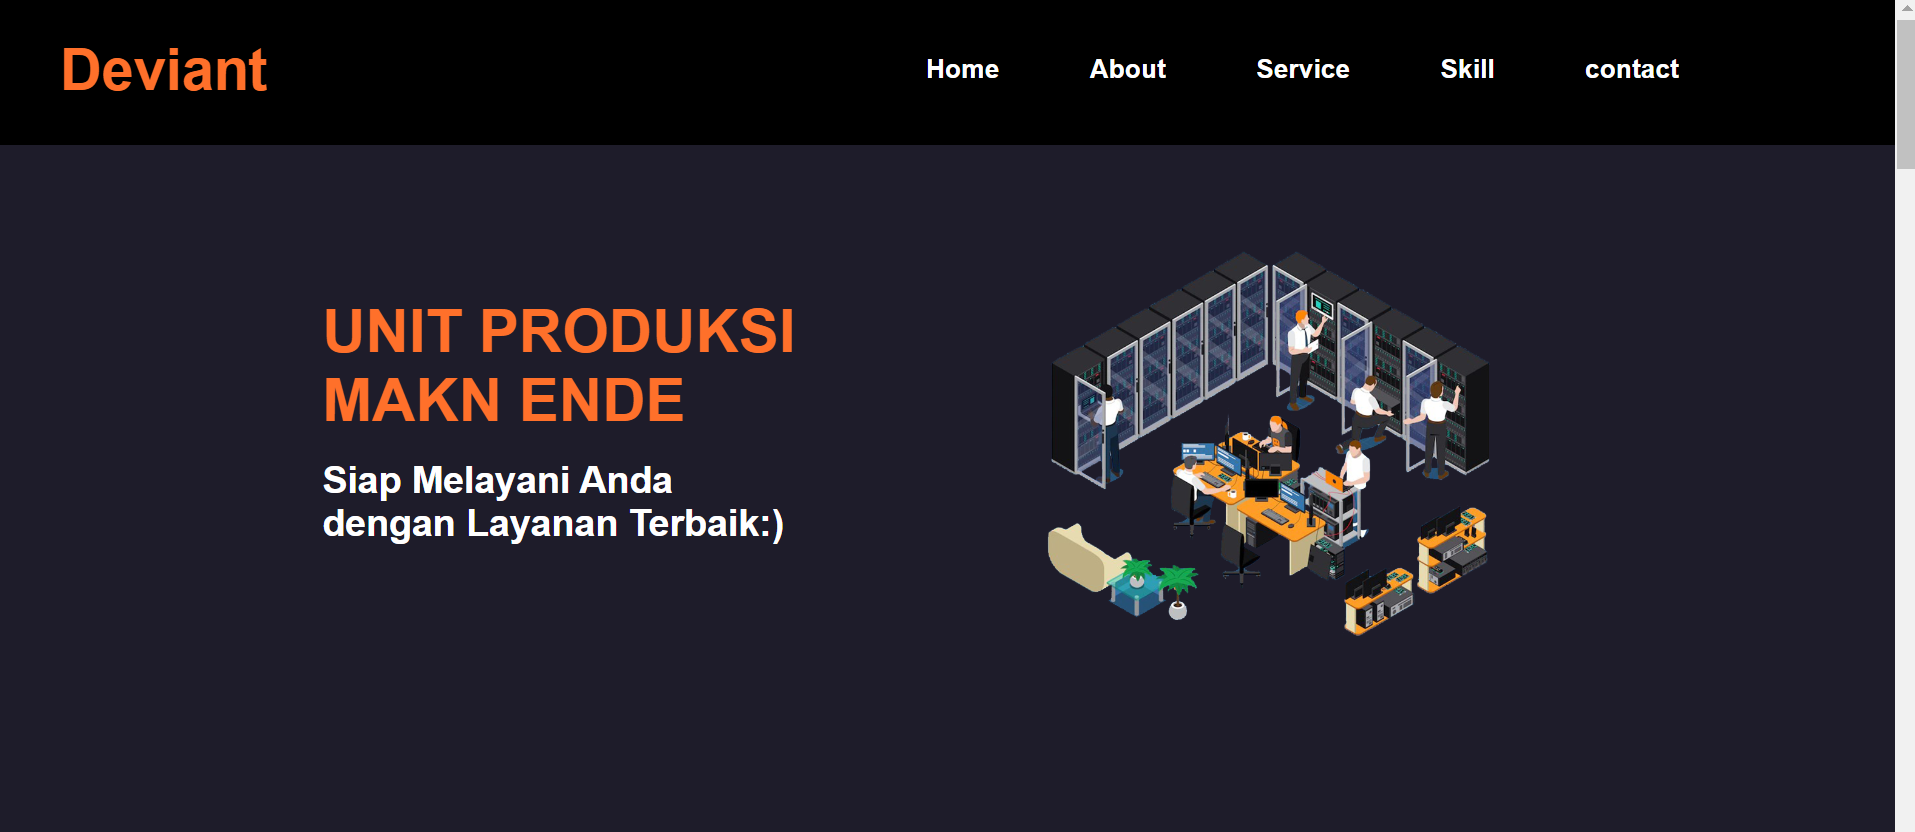 Deviant
Home About Service Skill contact
UNIT PRODUKSI
MAKN ENDE
Siap Melayani Anda
dengan Layanan Terbaik:)